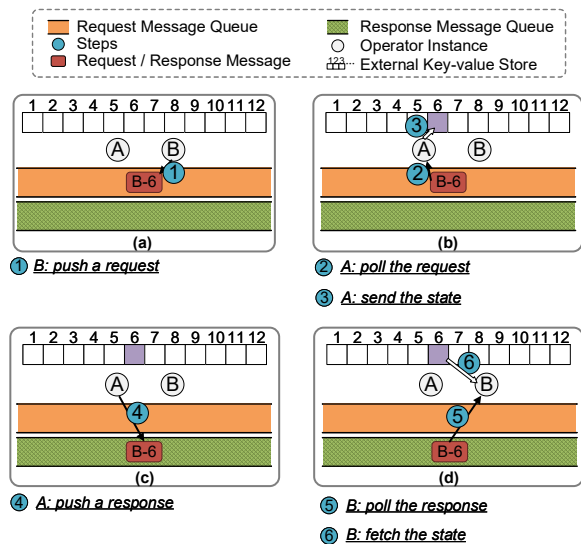 Request Message Queue
Response Message Queue
Steps
Operator Instance
Request / Response Message
123... External Key-value Store
1 2 3 4 5 6 7 8 9 10 11 12
A B
1
B-6
(a)
1 B: push a request
1 2 3 4 5 6 7 8 9 10 11 12
3
A B
2
B-6
(b)
2 A: poll the request
3 A: send the state
1 2 3 4 5 6 7 8 9 10 11 12
A B
4
B-6
(c)
4 A: push a response
1 2 3 4 5 6 7 8 9 10 11 12
6
A B
5
B-6
(d)
5 B: poll the response
6 B: fetch the state